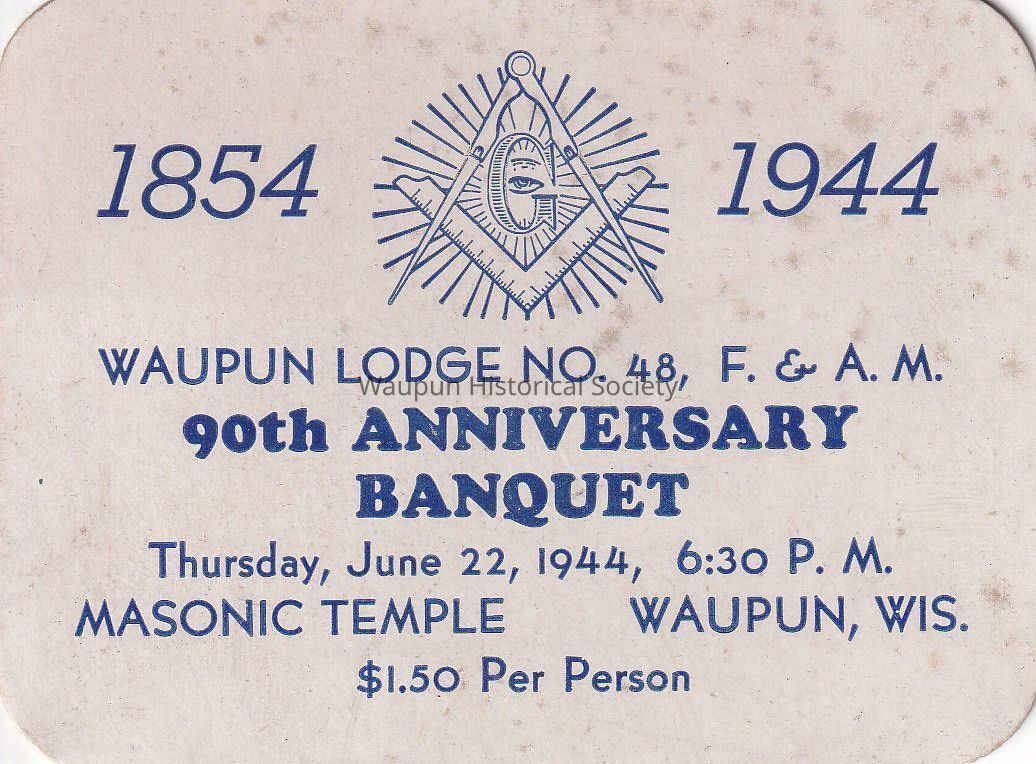 1854 1944
G
WAUPUN LODGE NO. 48, F. & A. M.
Waupun Historical Society
90th ANNIVERSARY
BANQUET
Thursday, June 22, 1944, 6:30 P. M.
MASONIC TEMPLE WAUPUN, WIS.
$1.50 Per Person